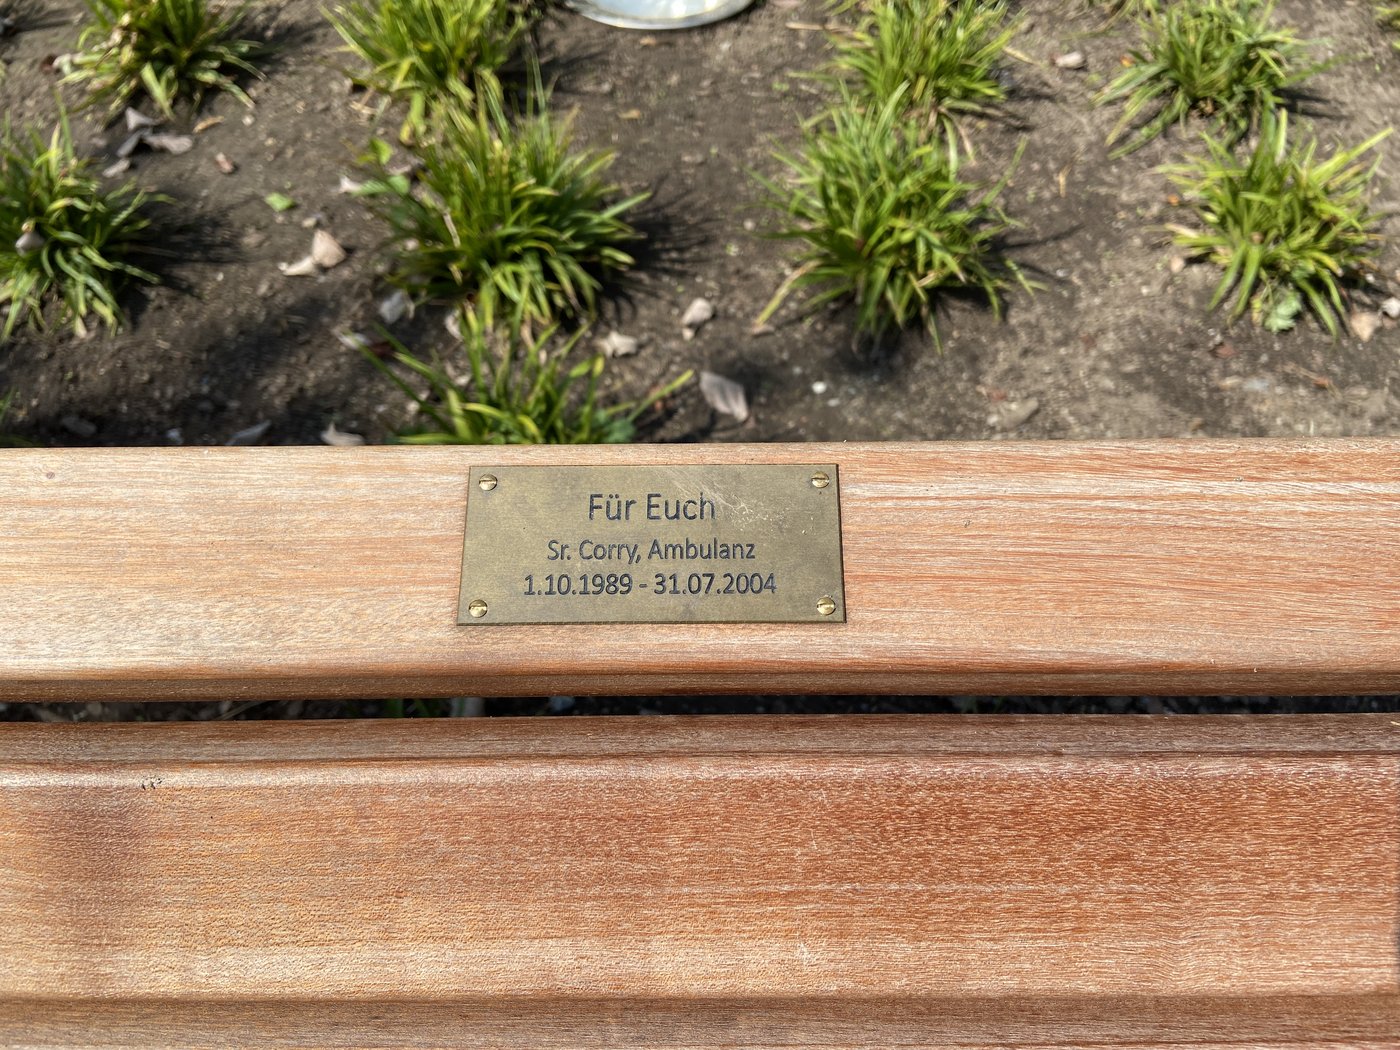 Für Euch
Sr. Corry, Ambulanz
1.10.1989 - 31.07.2004